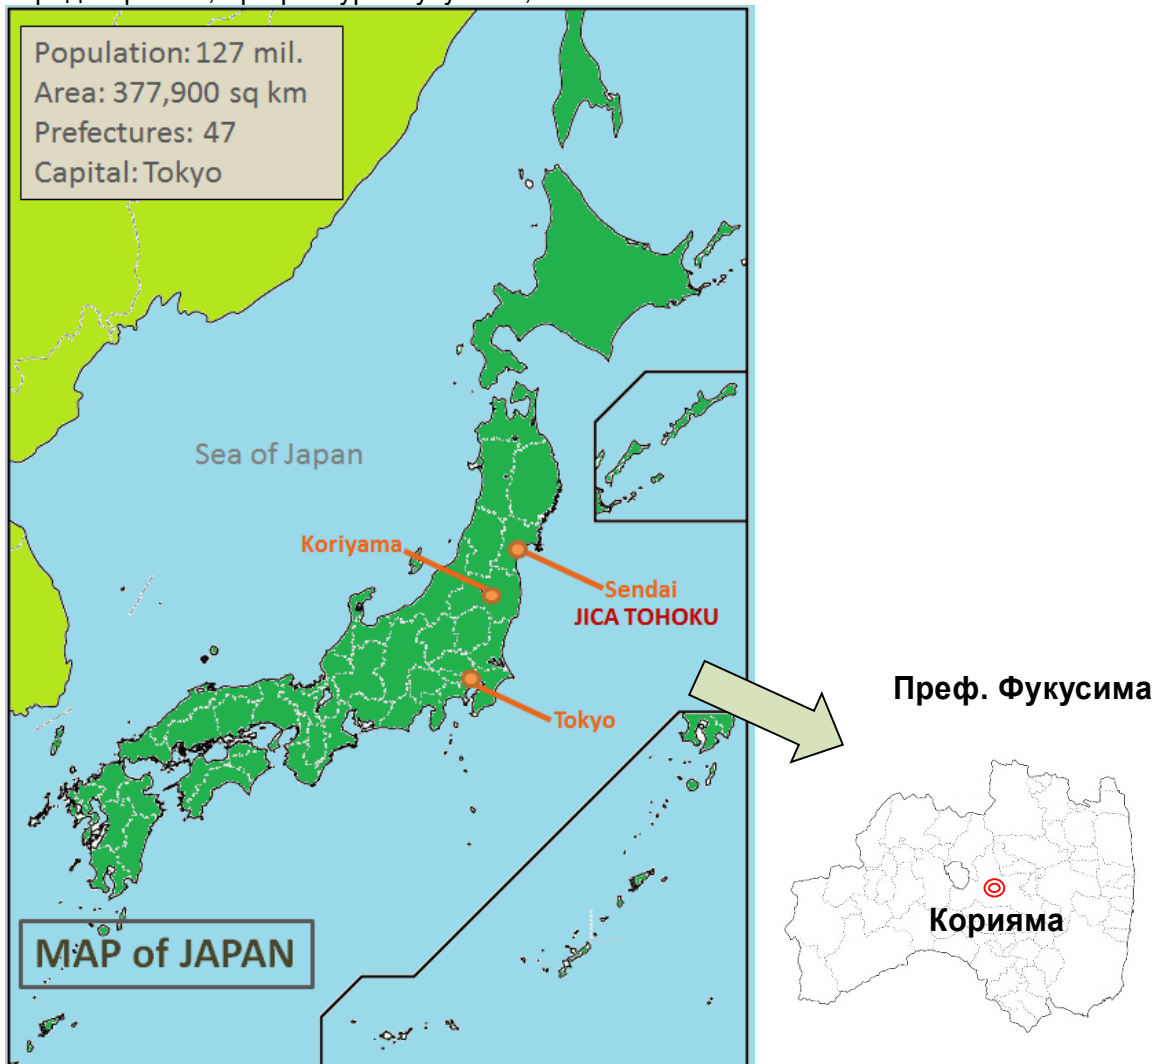 Population: 127 mil.
Area: 377,900 sq km
Prefectures: 47
Capital: Tokyo
Sea of Japan
Koriyama
Sendai
JICA TOHOKU
Tokyo
Преф. Фукусима
Корияма
MAP of JAPAN